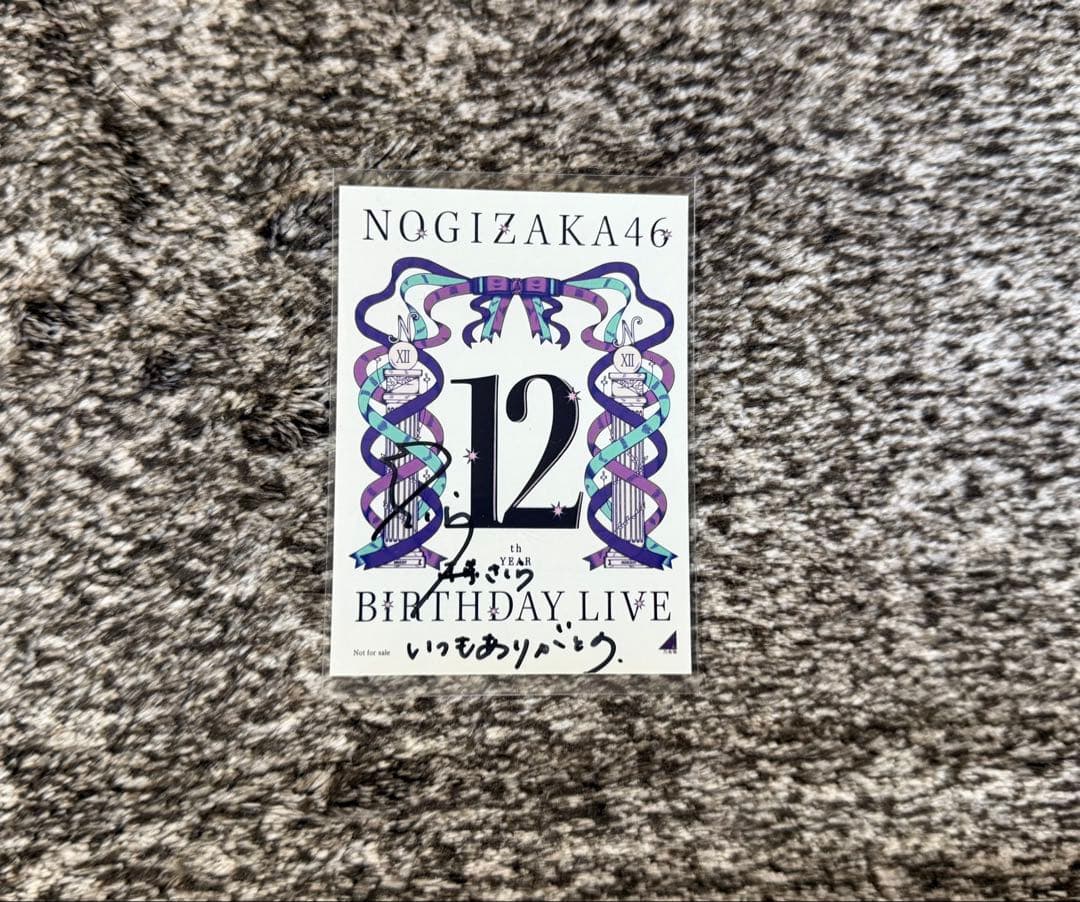 NOGIZAKA46
N N
XII XII
12
th
YEAR
BIRTHDAY LIVE
Not for sale
いつもありがとう.